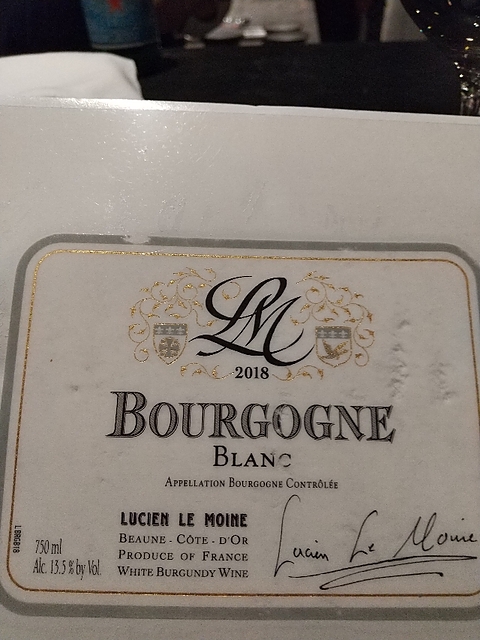 LM
2018
BOURGOGNE
BLANC
APPELLATION BOURGOGNE CONTRÔLÉE
LUCIEN LE MOINE
BEAUNE - CÔTE - D'OR
PRODUCE OF FRANCE
WHITE BURGUNDY WINE
Lucien Le Moine
750 ml
Alc. 13.5 % by Vol.
LBRGB18